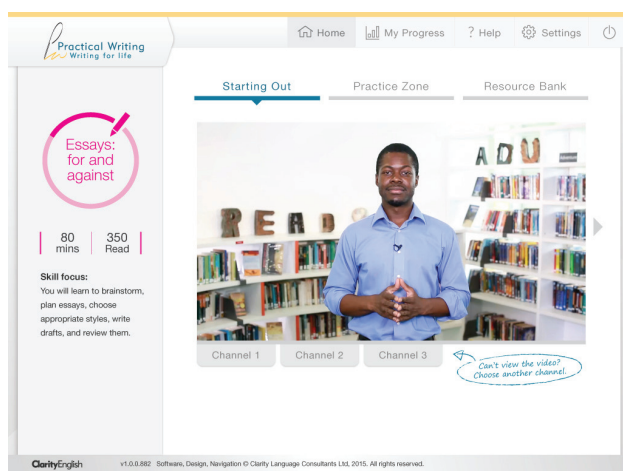 Practical Writing
Writing for life
Home
My Progress
? Help
Settings
Starting Out
Practice Zone
Resource Bank
Essays:
for and
against
80
mins
350
Read
Skill focus:
You will learn to brainstorm,
plan essays, choose
appropriate styles, write
drafts, and review them.
READ
ADU
Channel 1
Channel 2
Channel 3
Can't view the video?
Choose another channel.
ClarityEnglish
v1.0.0.882 Software, Design, Navigation © Clarity Language Consultants Ltd, 2015. All rights reserved.